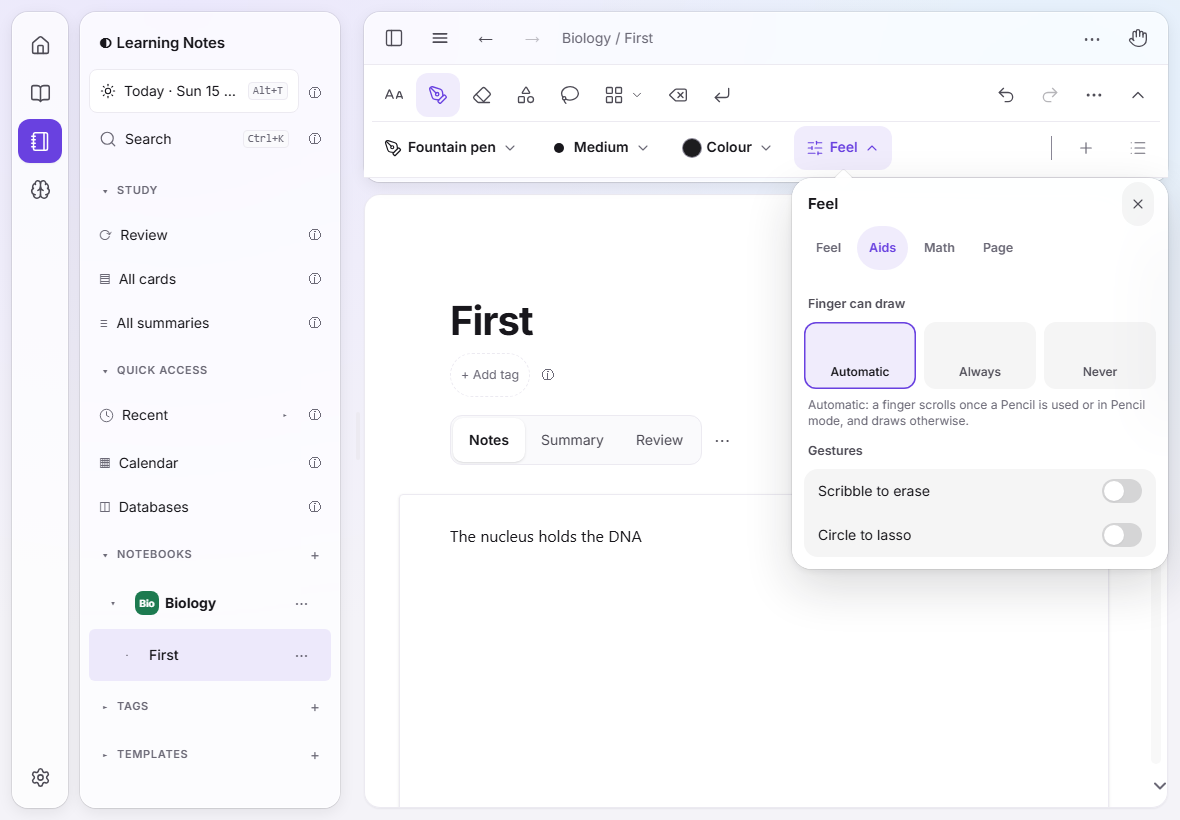 Learning Notes
Today · Sun 15 ... Alt+T
Search Ctrl+K
STUDY
Review
All cards
All summaries
QUICK ACCESS
Recent
Calendar
Databases
NOTEBOOKS
Bio Biology
First
TAGS
TEMPLATES
Biology / First
AA
Fountain pen Medium Colour Feel
Feel
Feel Aids Math Page
Finger can draw
Automatic Always Never
Automatic: a finger scrolls once a Pencil is used or in Pencil
mode, and draws otherwise.
Gestures
Scribble to erase
Circle to lasso
First
+ Add tag
Notes Summary Review
The nucleus holds the DNA